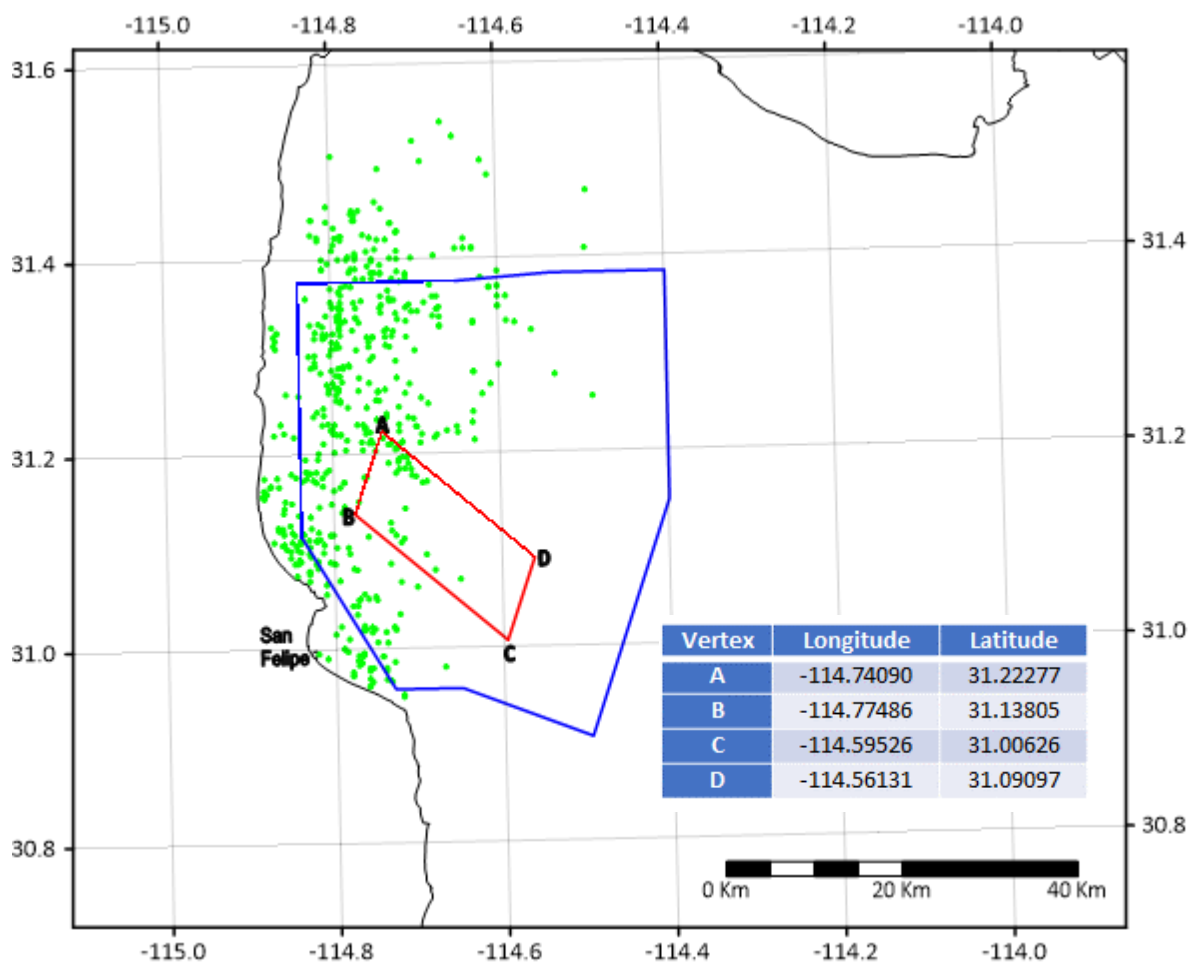 -115.0 -114.8 -114.6 -114.4 -114.2 -114.0
31.6
31.4
31.4
31.2
31.2
31.0
31.0
30.8
30.8
A
B
D
C
San
Felipe
Vertex Longitude Latitude
A -114.74090 31.22277
B -114.77486 31.13805
C -114.59526 31.00626
D -114.56131 31.09097
0 Km 20 Km 40 Km
-115.0 -114.8 -114.6 -114.4 -114.2 -114.0